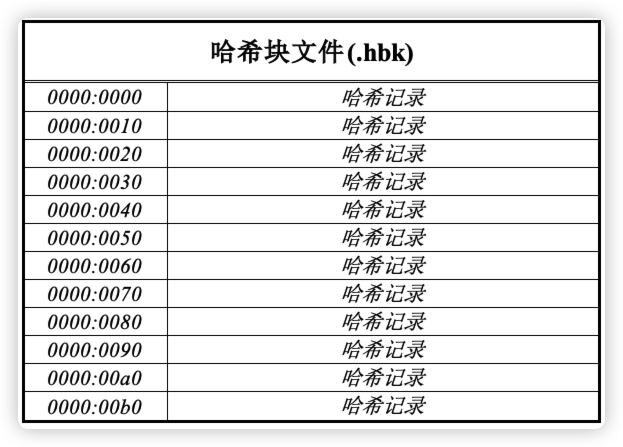 哈希块文件(.hbk)
0000:0000 哈希记录
0000:0010 哈希记录
0000:0020 哈希记录
0000:0030 哈希记录
0000:0040 哈希记录
0000:0050 哈希记录
0000:0060 哈希记录
0000:0070 哈希记录
0000:0080 哈希记录
0000:0090 哈希记录
0000:00a0 哈希记录
0000:00b0 哈希记录